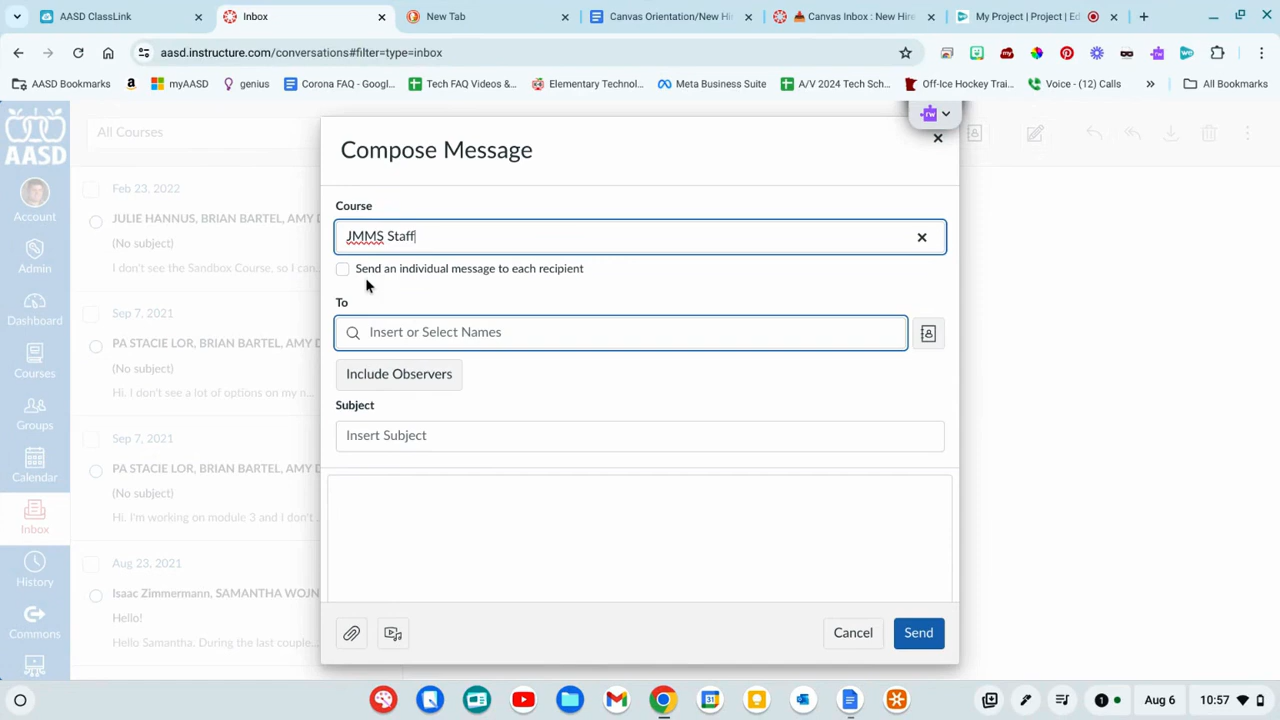 AASD ClassLink
Inbox
New Tab
Canvas Orientation/New Hi
Canvas Inbox : New Hire
My Project | Project | Ed
aasd.instructure.com/conversations#filter=type=inbox
AASD Bookmarks
myAASD
genius
Corona FAQ - Googl...
Tech FAQ Videos &...
Elementary Technol...
Meta Business Suite
A/V 2024 Tech Sch...
Off-Ice Hockey Trai...
Voice - (12) Calls
All Bookmarks
AASD
Account
Admin
Dashboard
Courses
Groups
Calendar
Inbox
History
Commons
All Courses
Feb 23, 2022
JULIE HANNUS, BRIAN BARTEL, AMY D
(No subject)
I don't see the Sandbox Course, so I can...
Sep 7, 2021
PA STACIE LOR, BRIAN BARTEL, AMY D
(No subject)
Hi. I don't see a lot of options on my n...
Sep 7, 2021
PA STACIE LOR, BRIAN BARTEL, AMY D
(No subject)
Hi. I'm working on module 3 and I don't ...
Aug 23, 2021
Isaac Zimmermann, SAMANTHA WOJN
Hello!
Hello Samantha. During the last couple...
rw
Compose Message
Course
JMMS Staff
Send an individual message to each recipient
To
Insert or Select Names
Include Observers
Subject
Insert Subject
Cancel
Send
1
Aug 6
10:57